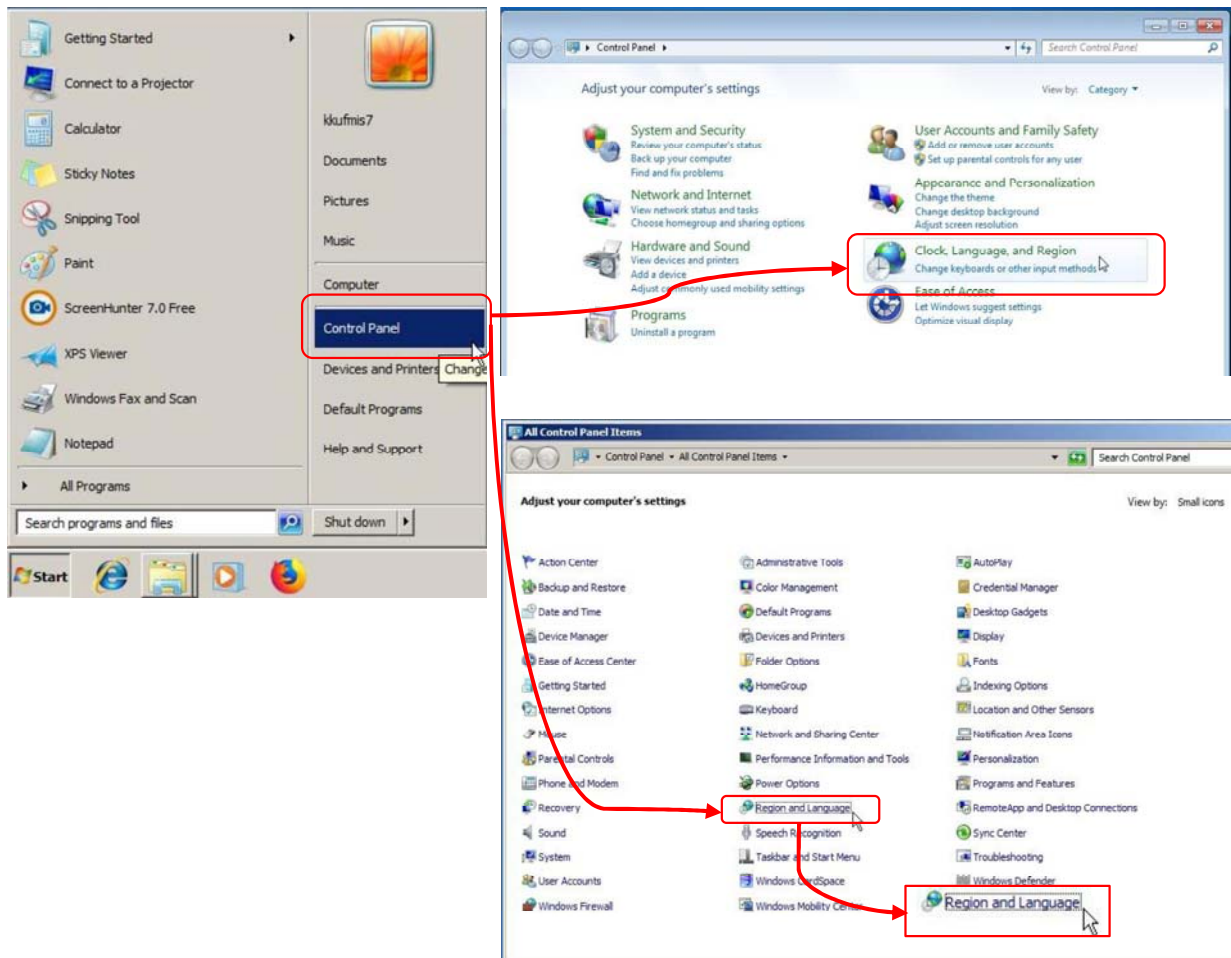 Getting Started
Connect to a Projector
Calculator
Sticky Notes
Snipping Tool
Paint
ScreenHunter 7.0 Free
XPS Viewer
Windows Fax and Scan
Notepad
All Programs
Search programs and files
Start
kkufmis7
Documents
Pictures
Music
Computer
Control Panel
Devices and Printers
Change
Default Programs
Help and Support
Shut down
Control Panel
Search Control Panel
Adjust your computer's settings
View by: Category
System and Security
Review your computer's status
Back up your computer
Find and fix problems
Network and Internet
View network status and tasks
Choose homegroup and sharing options
Hardware and Sound
View devices and printers
Add a device
Adjust commonly used mobility settings
Programs
Uninstall a program
User Accounts and Family Safety
Add or remove user accounts
Set up parental controls for any user
Appearance and Personalization
Change the theme
Change desktop background
Adjust screen resolution
Clock, Language, and Region
Change keyboards or other input methods
Ease of Access
Let Windows suggest settings
Optimize visual display
All Control Panel Items
Control Panel All Control Panel Items
Search Control Panel
Adjust your computer's settings
View by: Small icons
Action Center
Administrative Tools
AutoPlay
Backup and Restore
Color Management
Credential Manager
Date and Time
Default Programs
Desktop Gadgets
Device Manager
Devices and Printers
Display
Ease of Access Center
Folder Options
Fonts
Getting Started
HomeGroup
Indexing Options
Internet Options
Keyboard
Location and Other Sensors
Mouse
Network and Sharing Center
Notification Area Icons
Parental Controls
Performance Information and Tools
Personalization
Phone and Modem
Power Options
Programs and Features
Recovery
Region and Language
RemoteApp and Desktop Connections
Sound
Speech Recognition
Sync Center
System
Taskbar and Start Menu
Troubleshooting
User Accounts
Windows CardSpace
Windows Defender
Windows Firewall
Windows Mobility Center
Region and Language